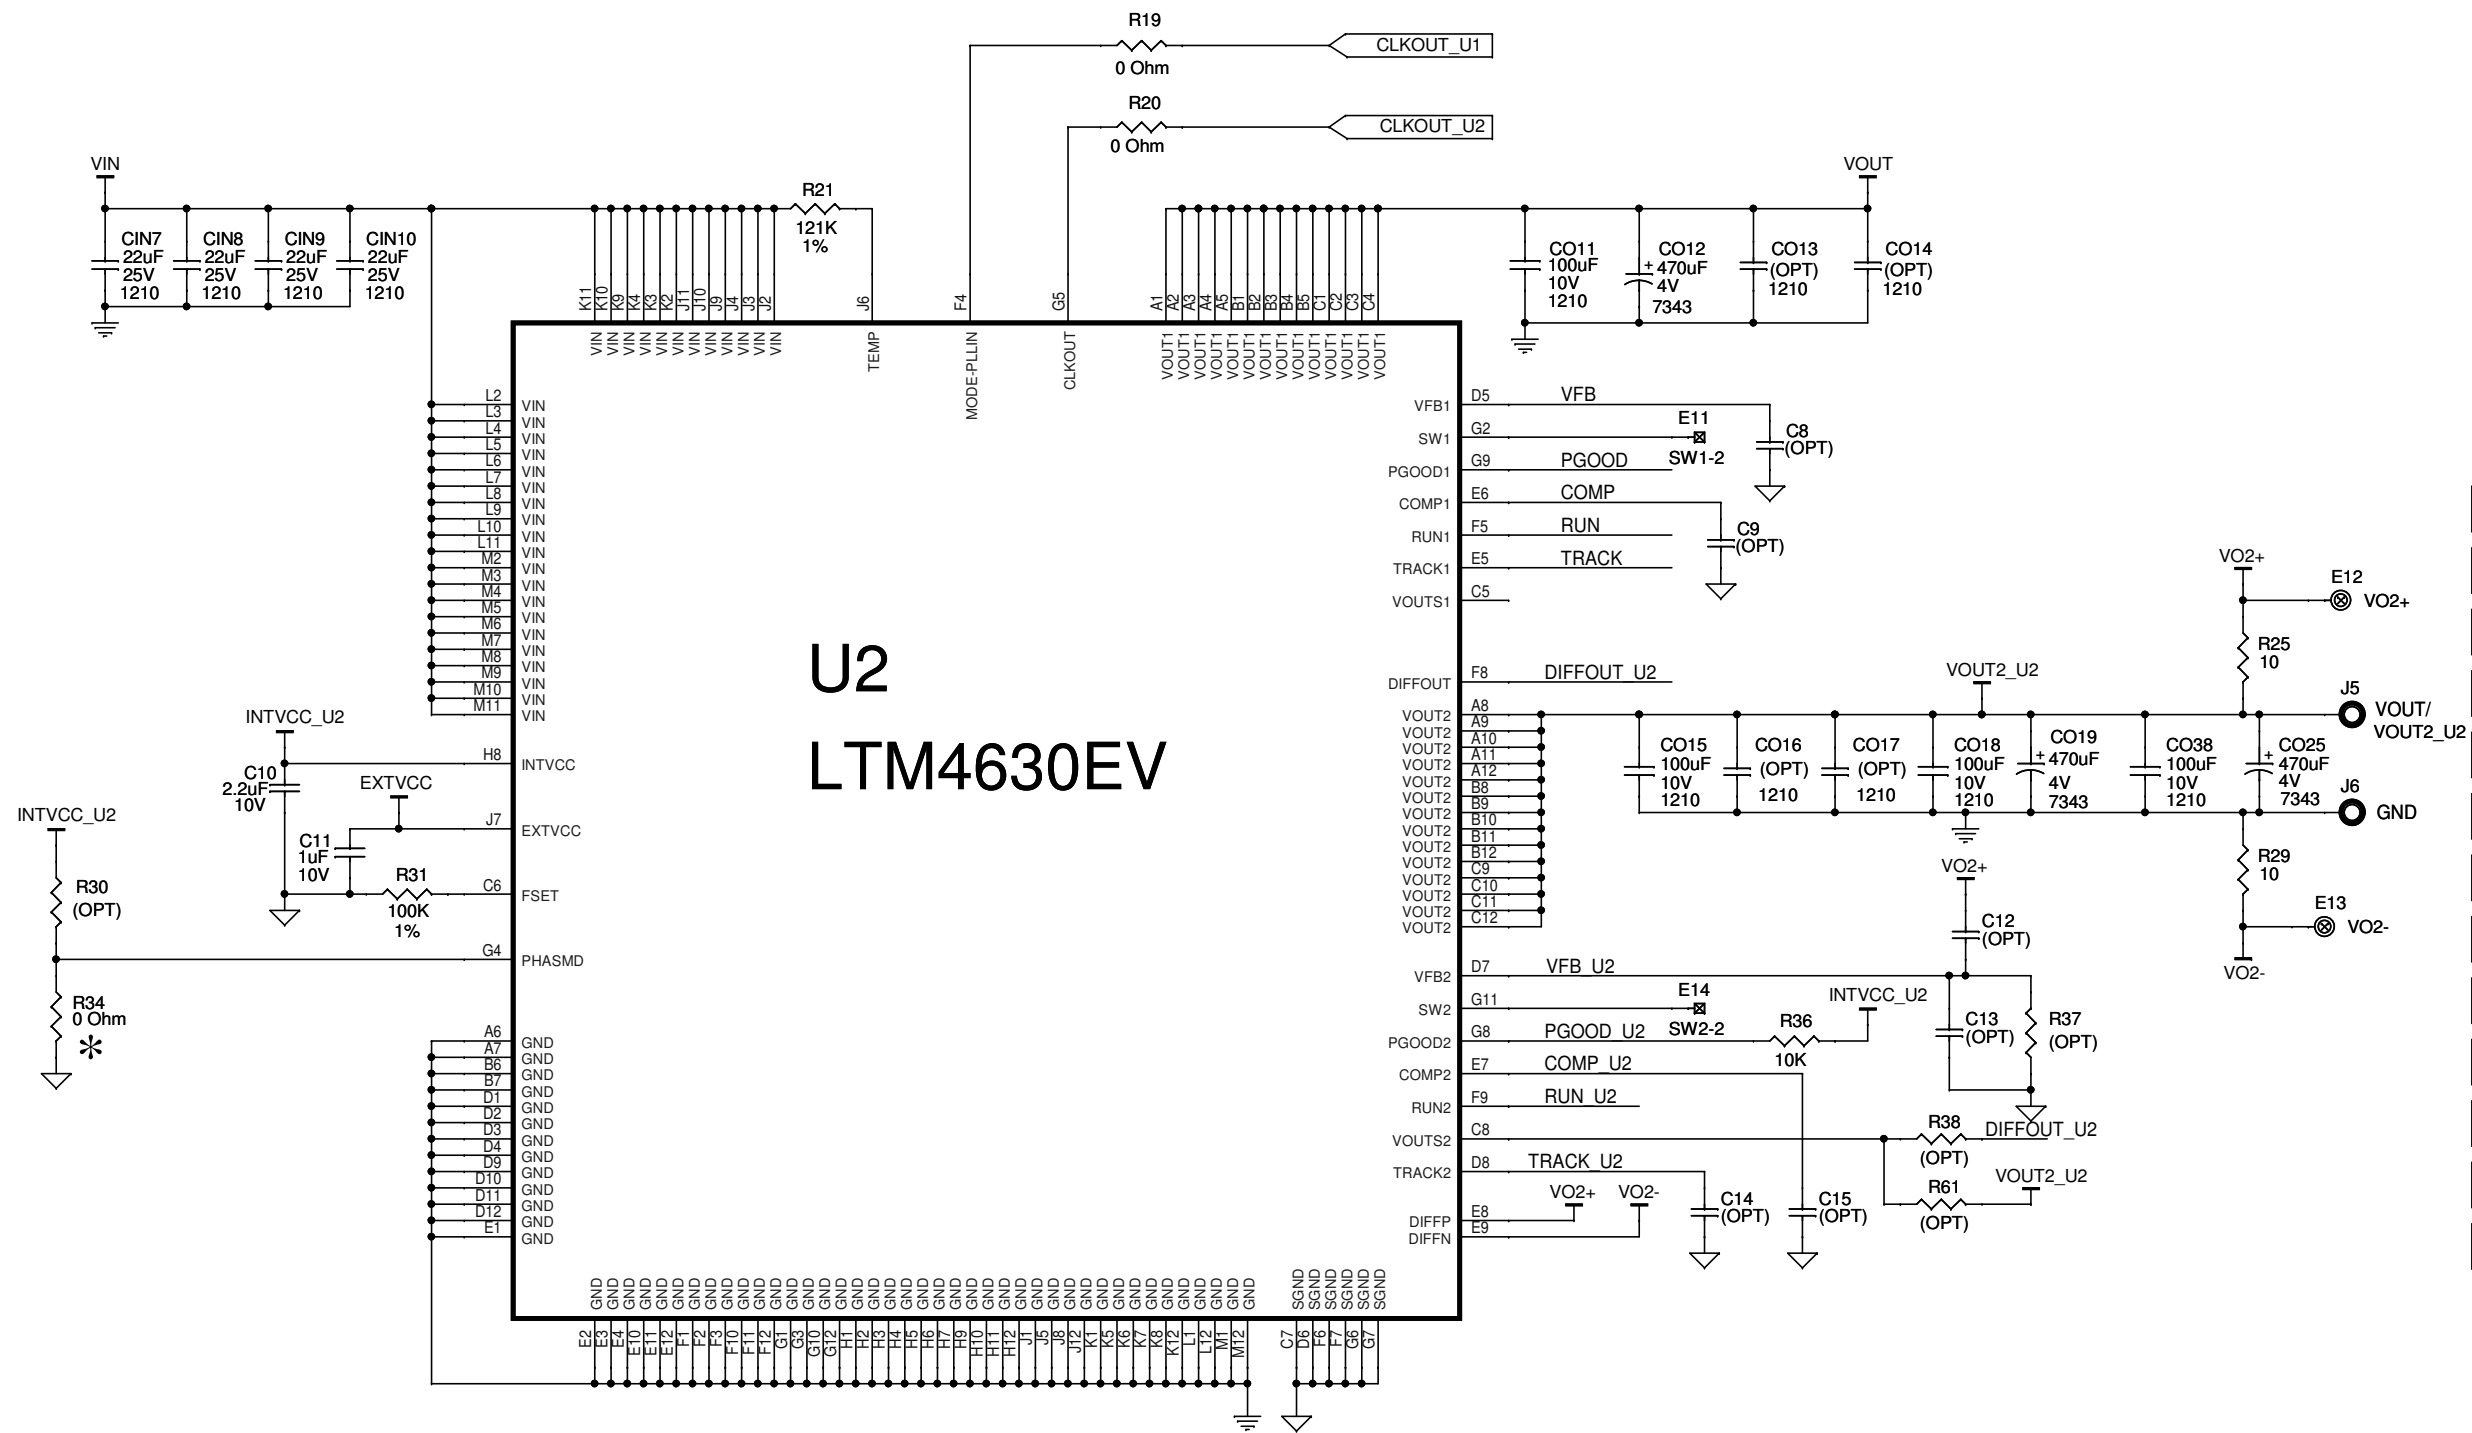 R19
0 Ohm
CLKOUT_U1
R20
0 Ohm
CLKOUT_U2
VIN
CIN7
22uF
25V
1210
CIN8
22uF
25V
1210
CIN9
22uF
25V
1210
CIN10
22uF
25V
1210
R21
121K
1%
VOUT
CO11
100uF
10V
1210
+
CO12
470uF
4V
7343
CO13
(OPT)
1210
CO14
(OPT)
1210
K11 VIN
K10 VIN
K9 VIN
K4 VIN
K3 VIN
K2 VIN
J11 VIN
J10 VIN
J9 VIN
J4 VIN
J3 VIN
J2 VIN
J6 TEMP
F4 MODE-PLLIN
G5 CLKOUT
A1 VOUT1
A2 VOUT1
A3 VOUT1
A4 VOUT1
A5 VOUT1
B1 VOUT1
B2 VOUT1
B3 VOUT1
B4 VOUT1
B5 VOUT1
C1 VOUT1
C2 VOUT1
C3 VOUT1
C4 VOUT1
L2 VIN
L3 VIN
L4 VIN
L5 VIN
L6 VIN
L7 VIN
L8 VIN
L9 VIN
L10 VIN
L11 VIN
M2 VIN
M3 VIN
M4 VIN
M5 VIN
M6 VIN
M7 VIN
M8 VIN
M9 VIN
M10 VIN
M11 VIN
INTVCC_U2
H8 INTVCC
C10
2.2uF
10V
EXTVCC
J7 EXTVCC
C11
1uF
10V
R31
100K
1%
C6 FSET
INTVCC_U2
R30
(OPT)
G4 PHASMD
R34
0 Ohm
*
A6 GND
A7 GND
B6 GND
B7 GND
D1 GND
D2 GND
D3 GND
D4 GND
D9 GND
D10 GND
D11 GND
D12 GND
E1 GND
U2
LTM4630EV
VFB1 D5 VFB
SW1 G2
E11
SW1-2
PGOOD1 G9 PGOOD
COMP1 E6 COMP
RUN1 F5 RUN
TRACK1 E5 TRACK
VOUTS1 C5
C8
(OPT)
C9
(OPT)
DIFFOUT F8 DIFFOUT_U2
VOUT2 A8
VOUT2 A9
VOUT2 A10
VOUT2 A11
VOUT2 A12
VOUT2 B8
VOUT2 B9
VOUT2 B10
VOUT2 B11
VOUT2 B12
VOUT2 C9
VOUT2 C10
VOUT2 C11
VOUT2 C12
VOUT2_U2
CO15
100uF
10V
1210
CO16
(OPT)
1210
CO17
(OPT)
1210
CO18
100uF
10V
1210
+
CO19
470uF
4V
7343
CO38
100uF
10V
1210
+
CO25
470uF
4V
7343
VO2+
E12
VO2+
R25
10
J5
VOUT/
VOUT2_U2
J6
GND
R29
10
E13
VO2-
VO2-
VO2+
C12
(OPT)
VFB2 D7 VFB_U2
SW2 G11
E14
SW2-2
PGOOD2 G8 PGOOD_U2
R36
10K
INTVCC_U2
C13
(OPT)
R37
(OPT)
COMP2 E7 COMP_U2
RUN2 F9 RUN_U2
VOUTS2 C8
R38
(OPT)
DIFFOUT_U2
R61
(OPT)
VOUT2_U2
TRACK2 D8 TRACK_U2
VO2+
VO2-
DIFFP E8
DIFFN E9
C14
(OPT)
C15
(OPT)
GND E2
GND E3
GND E4
GND E10
GND E11
GND E12
GND F1
GND F2
GND F3
GND F10
GND F11
GND F12
GND G1
GND G3
GND G10
GND G12
GND H1
GND H2
GND H3
GND H4
GND H5
GND H6
GND H7
GND H9
GND H10
GND H11
GND H12
GND J1
GND J5
GND J8
GND J12
GND K1
GND K5
GND K6
GND K7
GND K8
GND K12
GND L1
GND L12
GND M1
GND M12
SGND C7
SGND D6
SGND F6
SGND F7
SGND G6
SGND G7